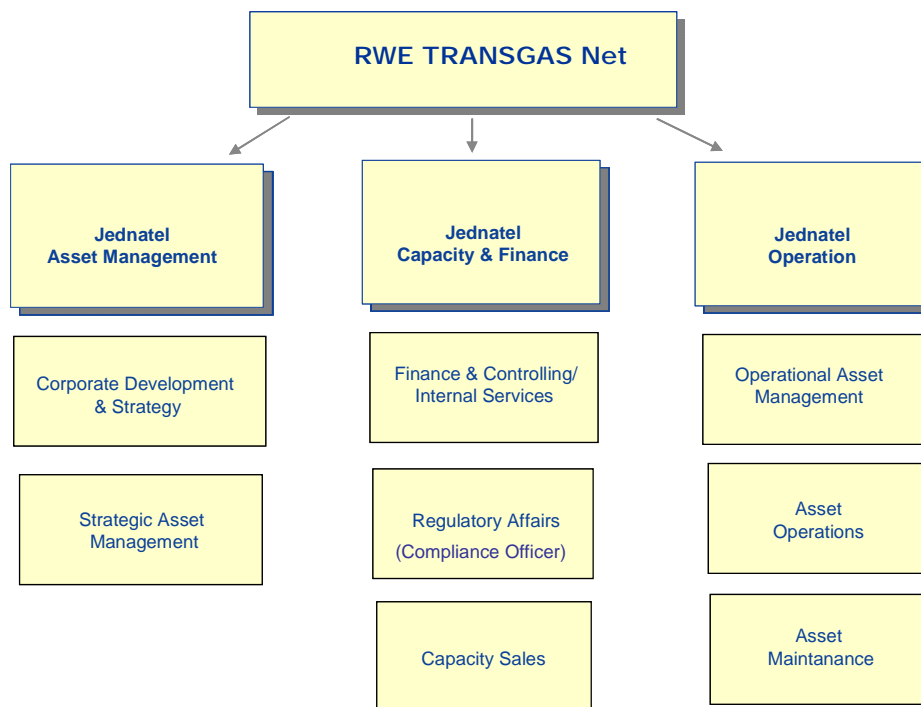 RWE TRANSGAS Net
Jednatel
Asset Management
Jednatel
Capacity & Finance
Jednatel
Operation
Corporate Development
& Strategy
Finance & Controlling/
Internal Services
Operational Asset
Management
Strategic Asset
Management
Regulatory Affairs
(Compliance Officer)
Asset
Operations
Capacity Sales
Asset
Maintanance